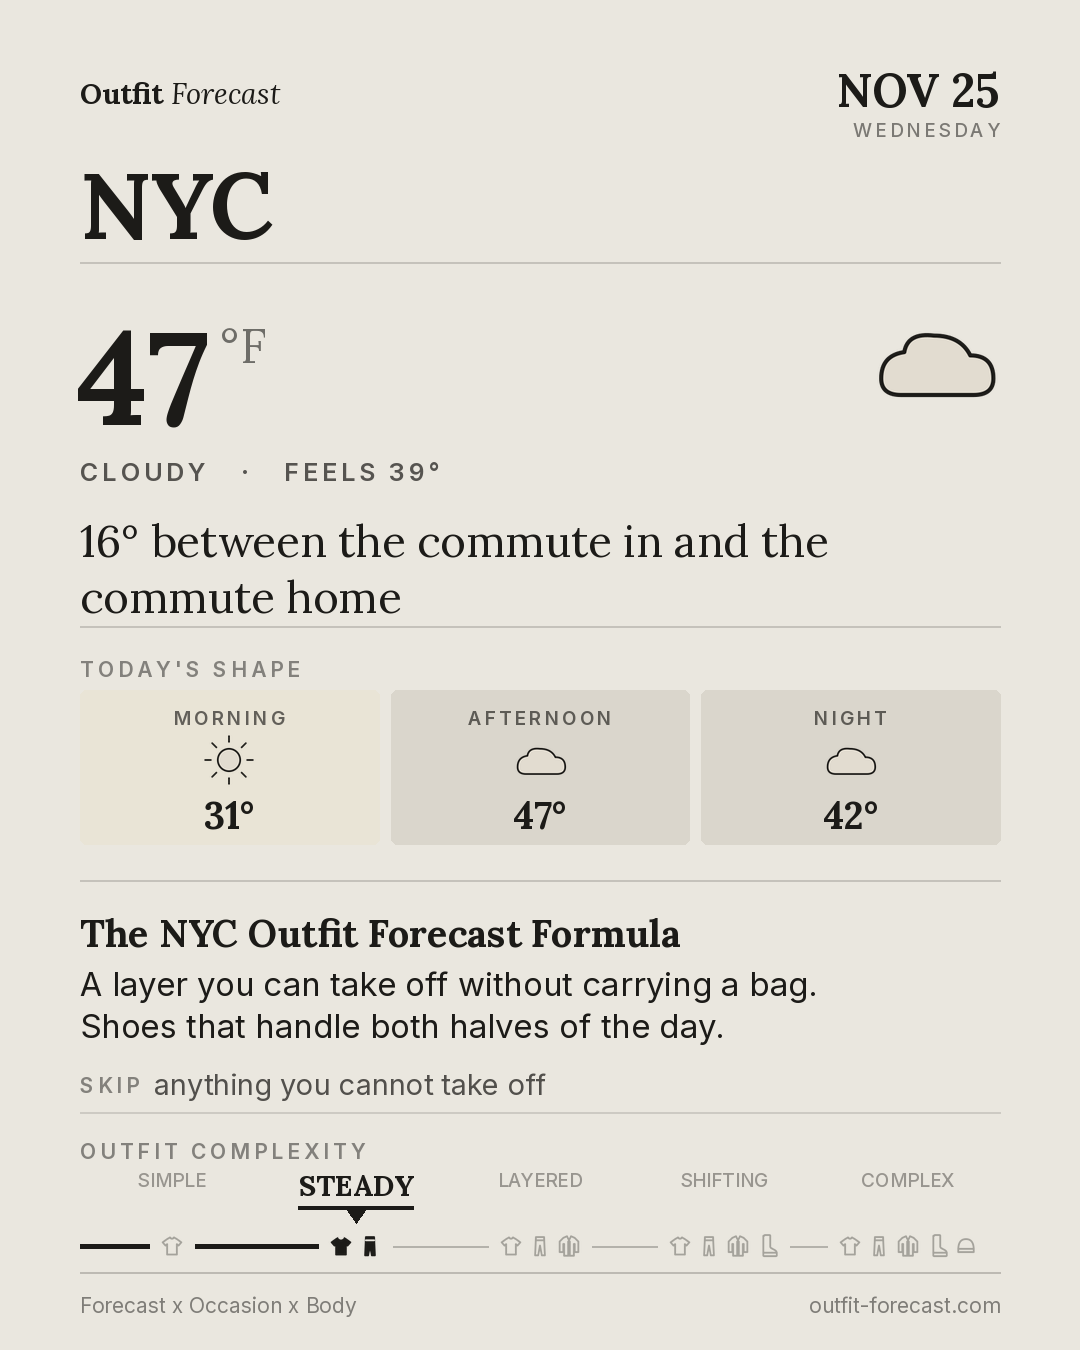 Outfit Forecast
NOV 25
WEDNESDAY
NYC
47 °F
CLOUDY · FEELS 39°
16° between the commute in and the
commute home
TODAY'S SHAPE
MORNING
31°
AFTERNOON
47°
NIGHT
42°
The NYC Outfit Forecast Formula
A layer you can take off without carrying a bag.
Shoes that handle both halves of the day.
SKIP anything you cannot take off
OUTFIT COMPLEXITY
SIMPLE STEADY LAYERED SHIFTING COMPLEX
Forecast x Occasion x Body
outfit-forecast.com